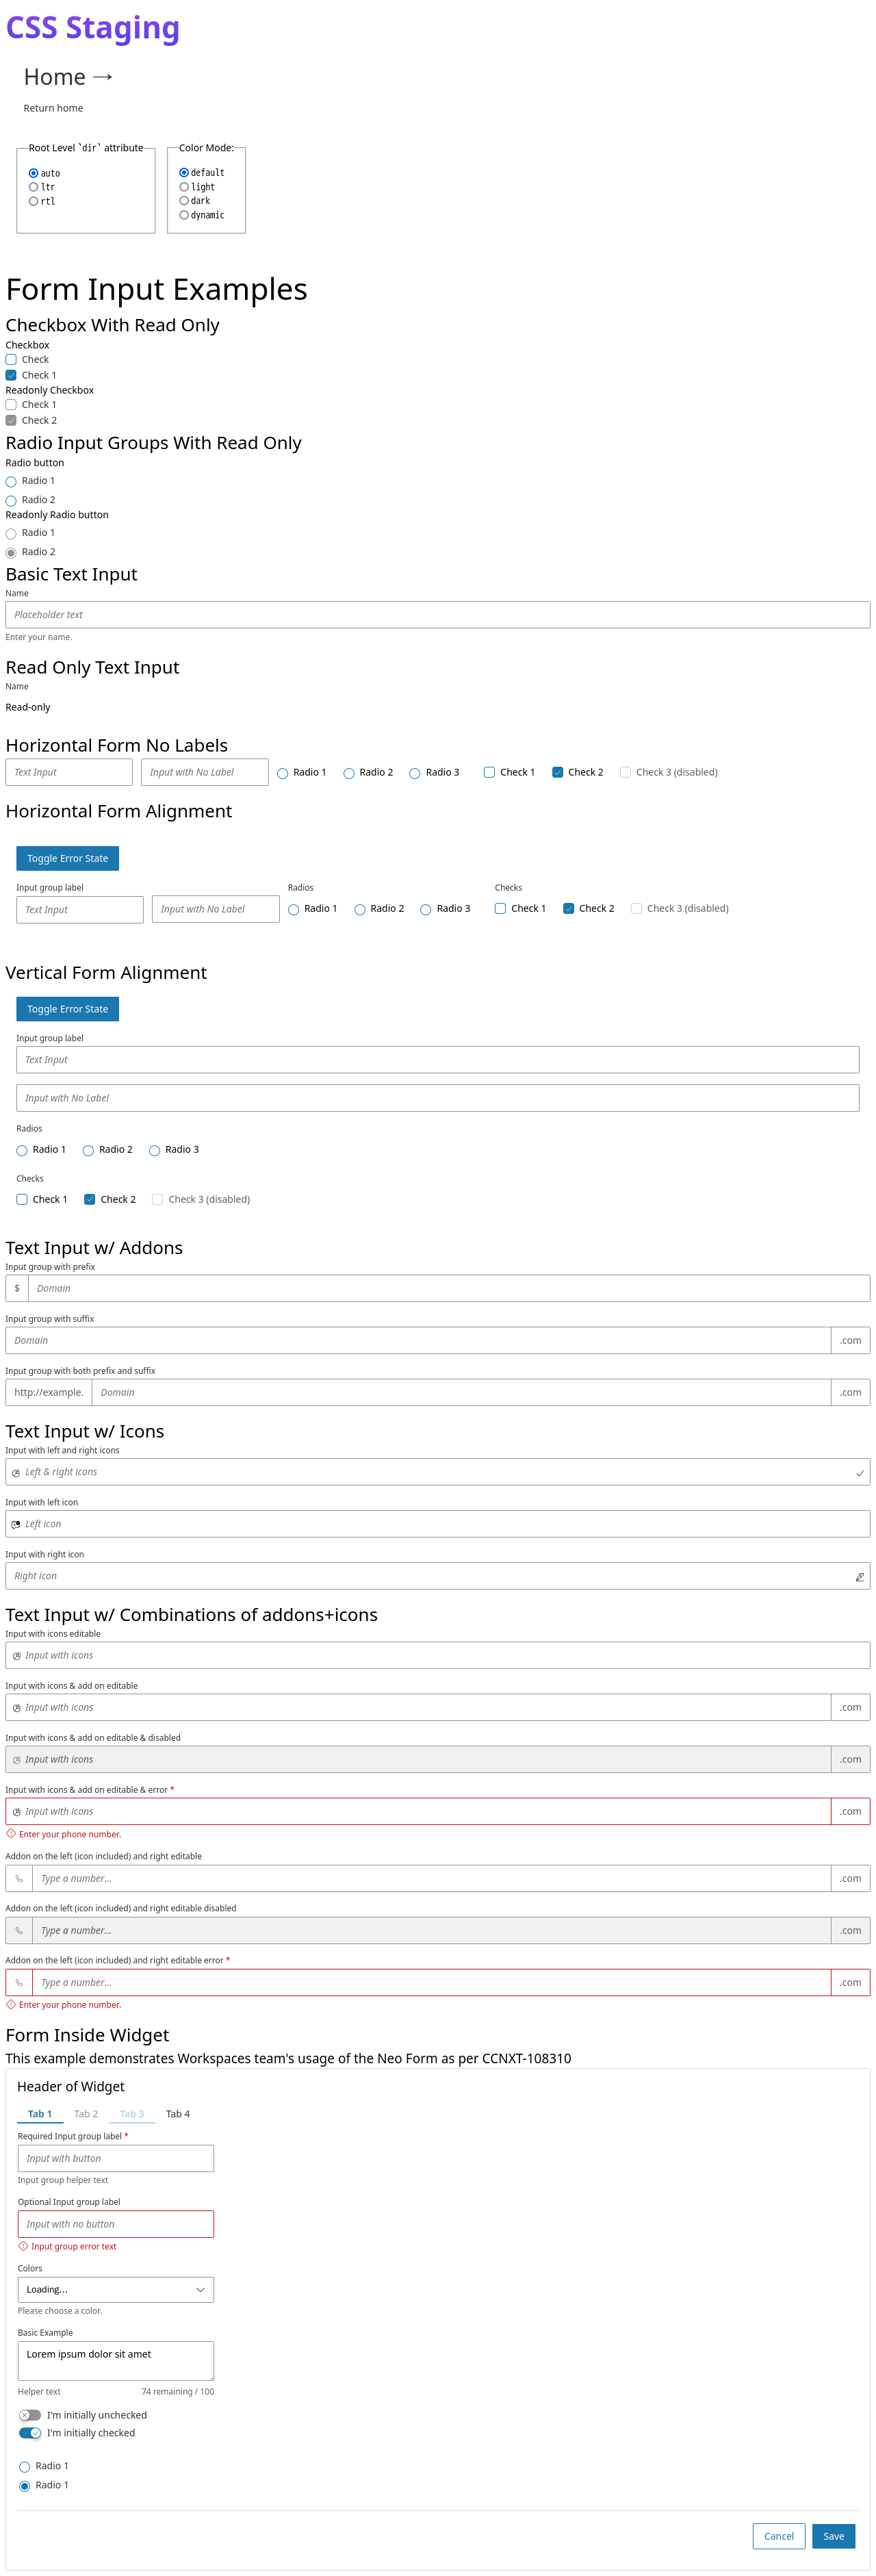 CSS Staging
Home →
Return home
Root Level `dir` attribute
auto
ltr
rtl
Color Mode:
default
light
dark
dynamic
Form Input Examples
Checkbox With Read Only
Checkbox
Check
Check 1
Readonly Checkbox
Check 1
Check 2
Radio Input Groups With Read Only
Radio button
Radio 1
Radio 2
Readonly Radio button
Radio 1
Radio 2
Basic Text Input
Name
Placeholder text
Enter your name.
Read Only Text Input
Name
Read-only
Horizontal Form No Labels
Text Input Input with No Label Radio 1 Radio 2 Radio 3 Check 1 Check 2 Check 3 (disabled)
Horizontal Form Alignment
Toggle Error State
Input group label Radios Checks
Text Input Input with No Label Radio 1 Radio 2 Radio 3 Check 1 Check 2 Check 3 (disabled)
Vertical Form Alignment
Toggle Error State
Input group label
Text Input
Input with No Label
Radios
Radio 1 Radio 2 Radio 3
Checks
Check 1 Check 2 Check 3 (disabled)
Text Input w/ Addons
Input group with prefix
$ Domain
Input group with suffix
Domain .com
Input group with both prefix and suffix
http://example. Domain .com
Text Input w/ Icons
Input with left and right icons
Left & right icons
Input with left icon
Left icon
Input with right icon
Right icon
Text Input w/ Combinations of addons+icons
Input with icons editable
Input with icons
Input with icons & add on editable
Input with icons .com
Input with icons & add on editable & disabled
Input with icons .com
Input with icons & add on editable & error *
Input with icons .com
Enter your phone number.
Addon on the left (icon included) and right editable
Type a number... .com
Addon on the left (icon included) and right editable disabled
Type a number... .com
Addon on the left (icon included) and right editable error *
Type a number... .com
Enter your phone number.
Form Inside Widget
This example demonstrates Workspaces team's usage of the Neo Form as per CCNXT-108310
Header of Widget
Tab 1 Tab 2 Tab 3 Tab 4
Required Input group label *
Input with button
Input group helper text
Optional Input group label
Input with no button
Input group error text
Colors
Loading...
Please choose a color.
Basic Example
Lorem ipsum dolor sit amet
Helper text 74 remaining / 100
I'm initially unchecked
I'm initially checked
Radio 1
Radio 1
Cancel Save